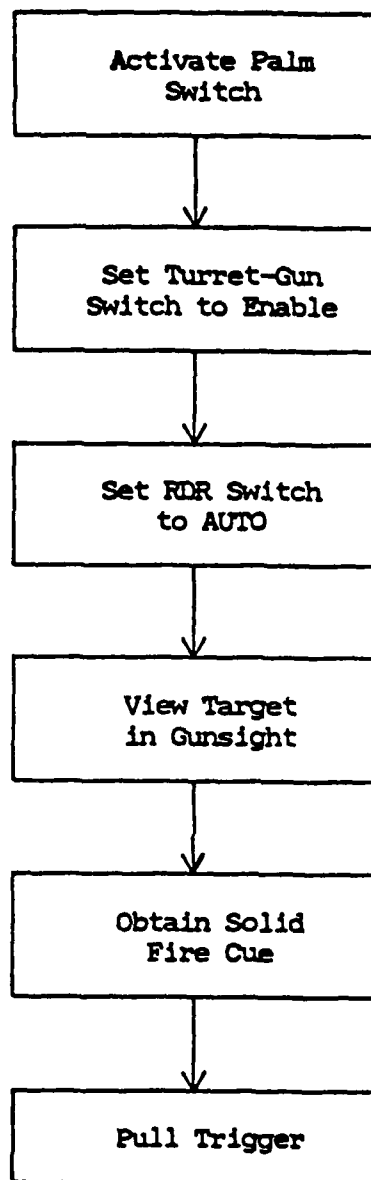 Activate Palm
Switch
Set Turret-Gun
Switch to Enable
Set RDR Switch
to AUTO
View Target
in Gunsight
Obtain Solid
Fire Cue
Pull Trigger